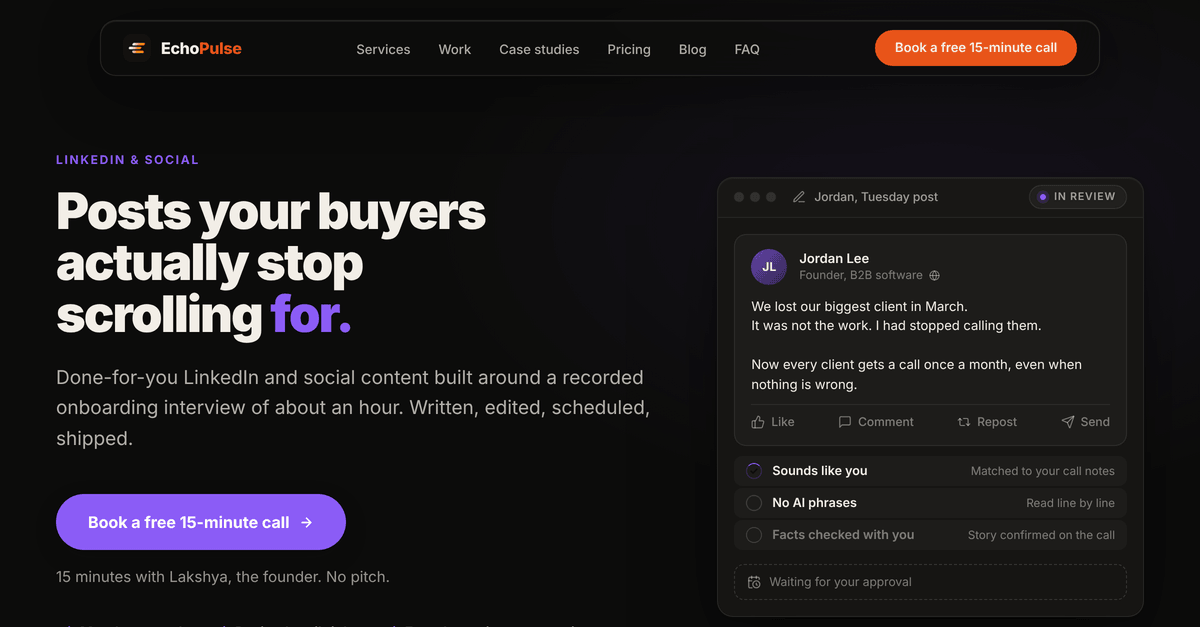 EchoPulse
Services
Work
Case studies
Pricing
Blog
FAQ
Book a free 15-minute call
LINKEDIN & SOCIAL
Posts your buyers
actually stop
scrolling for.
Done-for-you LinkedIn and social content built around a recorded
onboarding interview of about an hour. Written, edited, scheduled,
shipped.
Book a free 15-minute call →
15 minutes with Lakshya, the founder. No pitch.
Jordan, Tuesday post
IN REVIEW
JL
Jordan Lee
Founder, B2B software
We lost our biggest client in March.
It was not the work. I had stopped calling them.
Now every client gets a call once a month, even when
nothing is wrong.
Like
Comment
Repost
Send
Sounds like you
Matched to your call notes
No AI phrases
Read line by line
Facts checked with you
Story confirmed on the call
Waiting for your approval